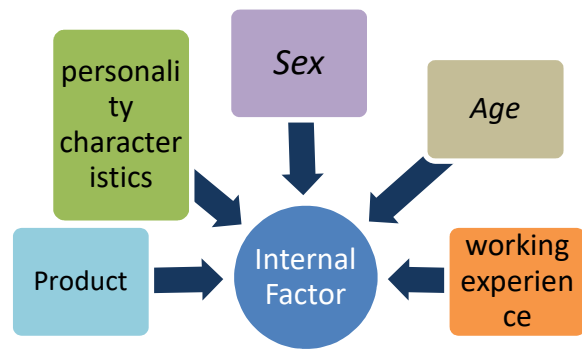 personali
ty
character
istics
Sex
Age
Product
Internal
Factor
working
experien
ce